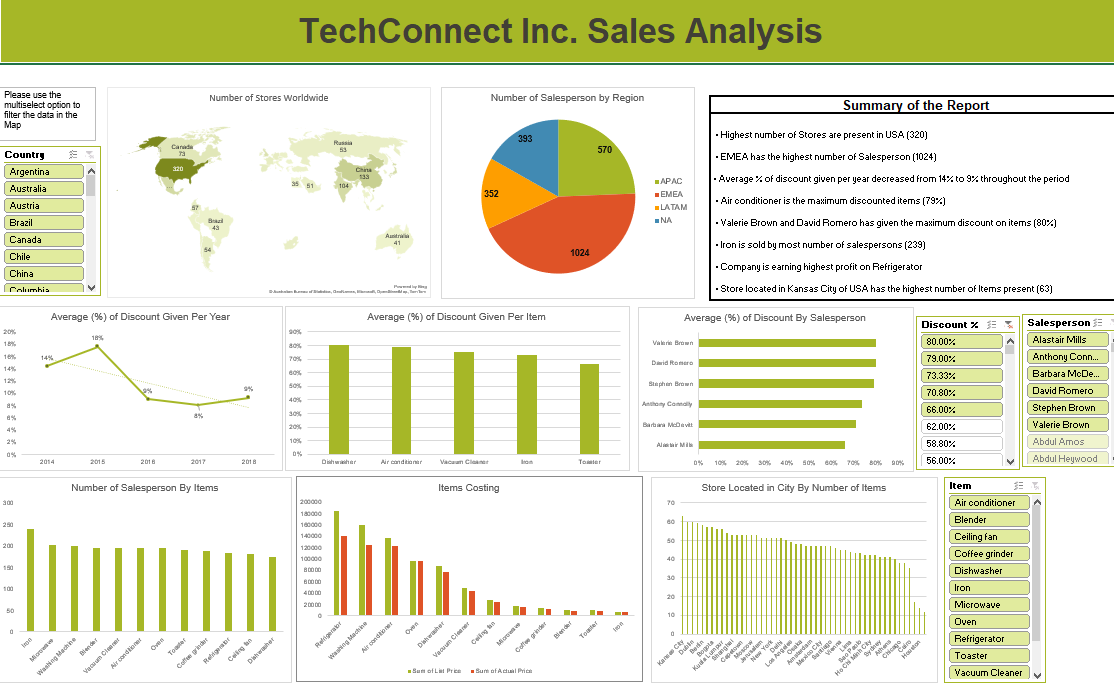 TechConnect Inc. Sales Analysis
Please use the
multiselect option to
filter the data in the
Map
Country
Argentina
Australia
Austria
Brazil
Canada
Chile
China
Columbia
Number of Stores Worldwide
Canada
73
320
Russia
53
China
133
35
51
104
57
Brazil
43
54
Australia
41
Powered by Bing
© Australian Bureau of Statistics, GeoNames, Microsoft, OpenStreetMap, TomTom
Number of Salesperson by Region
393
570
352
1024
APAC
EMEA
LATAM
NA
Summary of the Report
• Highest number of Stores are present in USA (320)
• EMEA has the highest number of Salesperson (1024)
• Average % of discount given per year decreased from 14% to 9% throughout the period
• Air conditioner is the maximum discounted items (79%)
• Valerie Brown and David Romero has given the maximum discount on items (80%)
• Iron is sold by most number of salespersons (239)
• Company is earning highest profit on Refrigerator
• Store located in Kansas City of USA has the highest number of Items present (63)
Average (%) of Discount Given Per Year
20%
18%
16%
14%
12%
10%
8%
6%
4%
2%
0%
14%
18%
9%
8%
9%
2014 2015 2016 2017 2018
Average (%) of Discount Given Per Item
90%
80%
70%
60%
50%
40%
30%
20%
10%
0%
Dishwasher Air conditioner Vacuum Cleaner Iron Toaster
Average (%) of Discount By Salesperson
Valerie Brown
David Romero
Stephen Brown
Anthony Connolly
Barbara McDevitt
Alastair Mills
0% 10% 20% 30% 40% 50% 60% 70% 80% 90%
Discount %
80.00%
79.00%
73.33%
70.80%
66.00%
62.00%
58.80%
56.00%
Salesperson
Alastair Mills
Anthony Conn...
Barbara McDe...
David Romero
Stephen Brown
Valerie Brown
Abdul Amos
Abdul Heywood
Number of Salesperson By Items
300
250
200
150
100
50
0
Iron Microwave Washing Machine Blender Vacuum Cleaner Air conditioner Oven Toaster Coffee grinder Refrigerator Ceiling fan Dishwasher
Items Costing
200000
180000
160000
140000
120000
100000
80000
60000
40000
20000
0
Refrigerator Washing Machine Air conditioner Oven Dishwasher Vacuum Cleaner Ceiling fan Microwave Coffee grinder Blender Toaster Iron
Sum of List Price Sum of Actual Price
Store Located in City By Number of Items
70
60
50
40
30
20
10
0
Kansas City Dublin Berlin Bogota Kuala Lumpur Shanghai Capetown Moscow Jerusalem New York Delhi Los Angeles Osaka Amsterdam Mexico City Santiago Vienna Lima Sao Paulo Ho Chi Minh City Sydney Athens Chicago Cairo Houston
Item
Air conditioner
Blender
Ceiling fan
Coffee grinder
Dishwasher
Iron
Microwave
Oven
Refrigerator
Toaster
Vacuum Cleaner